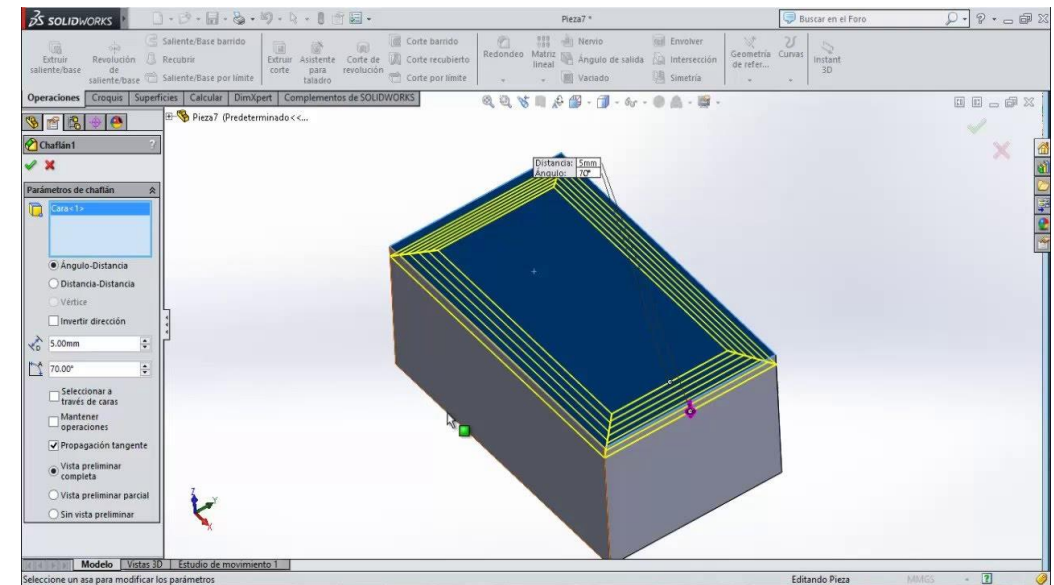 SOLIDWORKS
Pieza7 *
Buscar en el Foro
Extruir saliente/base
Revolución de saliente/base
Saliente/Base barrido
Recubrir
Saliente/Base por límite
Extruir corte
Asistente para taladro
Corte de revolución
Corte barrido
Corte recubierto
Corte por límite
Redondeo
Matriz lineal
Nervio
Ángulo de salida
Vaciado
Envolver
Intersección
Simetría
Geometría de refer...
Curvas
Instant 3D
Operaciones
Croquis
Superficies
Calcular
DimXpert
Complementos de SOLIDWORKS
Pieza7 (Predeterminado<<...
Chaflán1
?
Parámetros de chaflán
Cara<1>
Ángulo-Distancia
Distancia-Distancia
Vértice
Invertir dirección
5.00mm
70.00°
Seleccionar a
través de caras
Mantener
operaciones
Propagación tangente
Vista preliminar
completa
Vista preliminar parcial
Sin vista preliminar
Distancia: 5mm
Ángulo: 70°
Z
Y
X
Modelo
Vistas 3D
Estudio de movimiento 1
Seleccione un asa para modificar los parámetros
Editando Pieza
MMGS